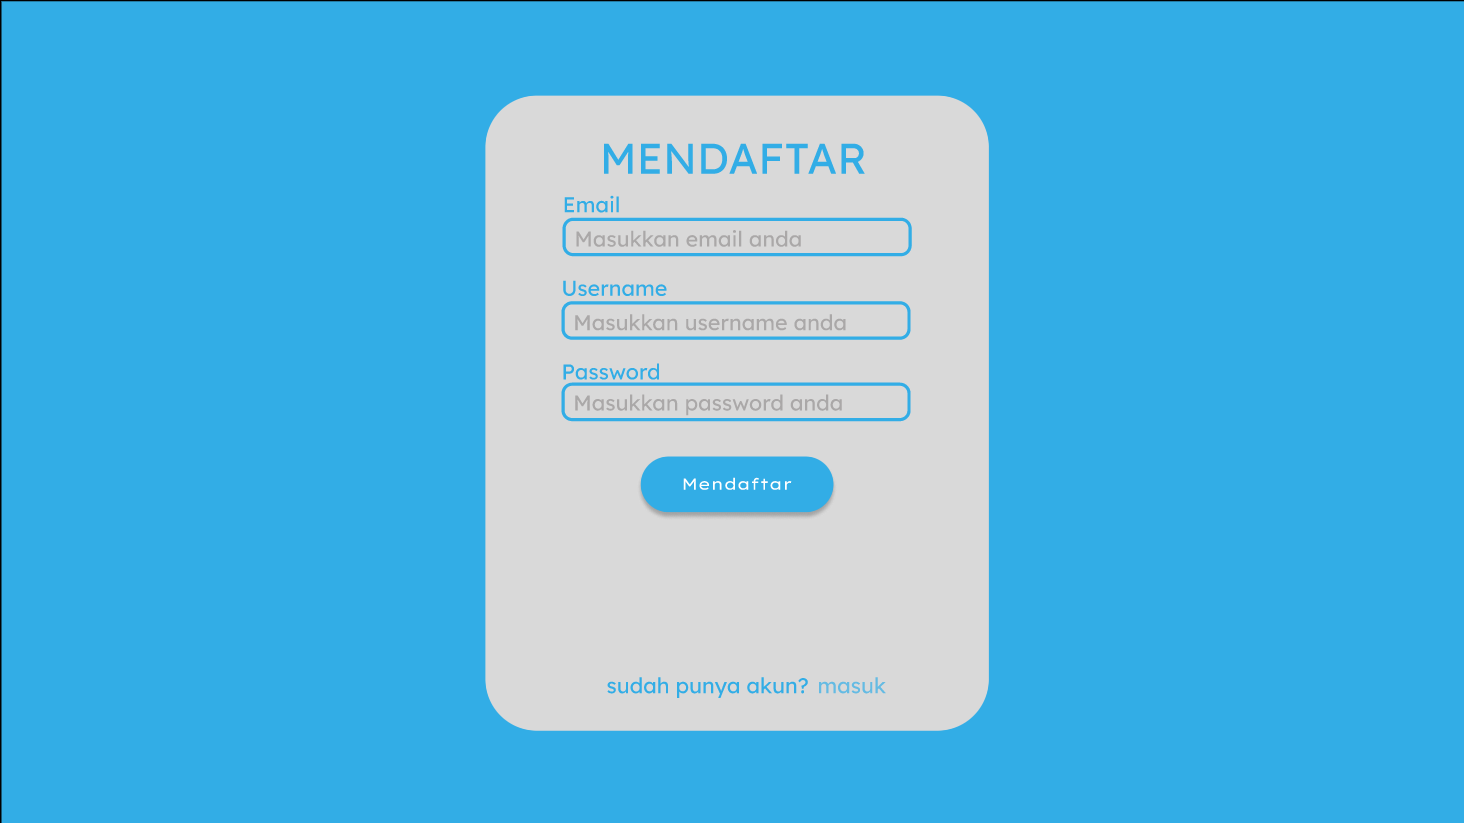 MENDAFTAR
Email
Masukkan email anda
Username
Masukkan username anda
Password
Masukkan password anda
Mendaftar
sudah punya akun? masuk